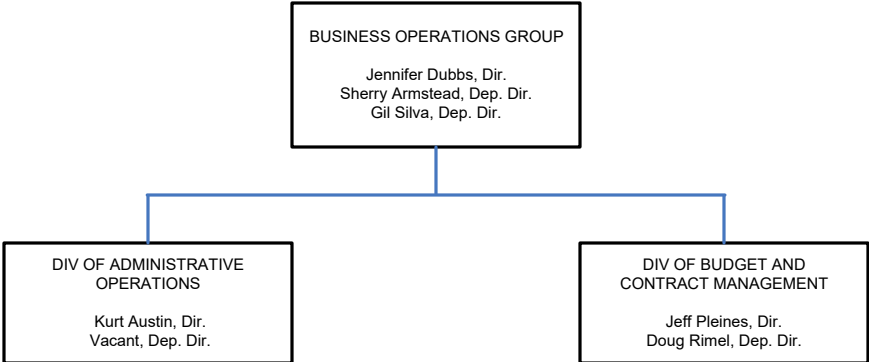 BUSINESS OPERATIONS GROUP
Jennifer Dubbs, Dir.
Sherry Armstead, Dep. Dir.
Gil Silva, Dep. Dir.
DIV OF ADMINISTRATIVE
OPERATIONS
Kurt Austin, Dir.
Vacant, Dep. Dir.
DIV OF BUDGET AND
CONTRACT MANAGEMENT
Jeff Pleines, Dir.
Doug Rimel, Dep. Dir.